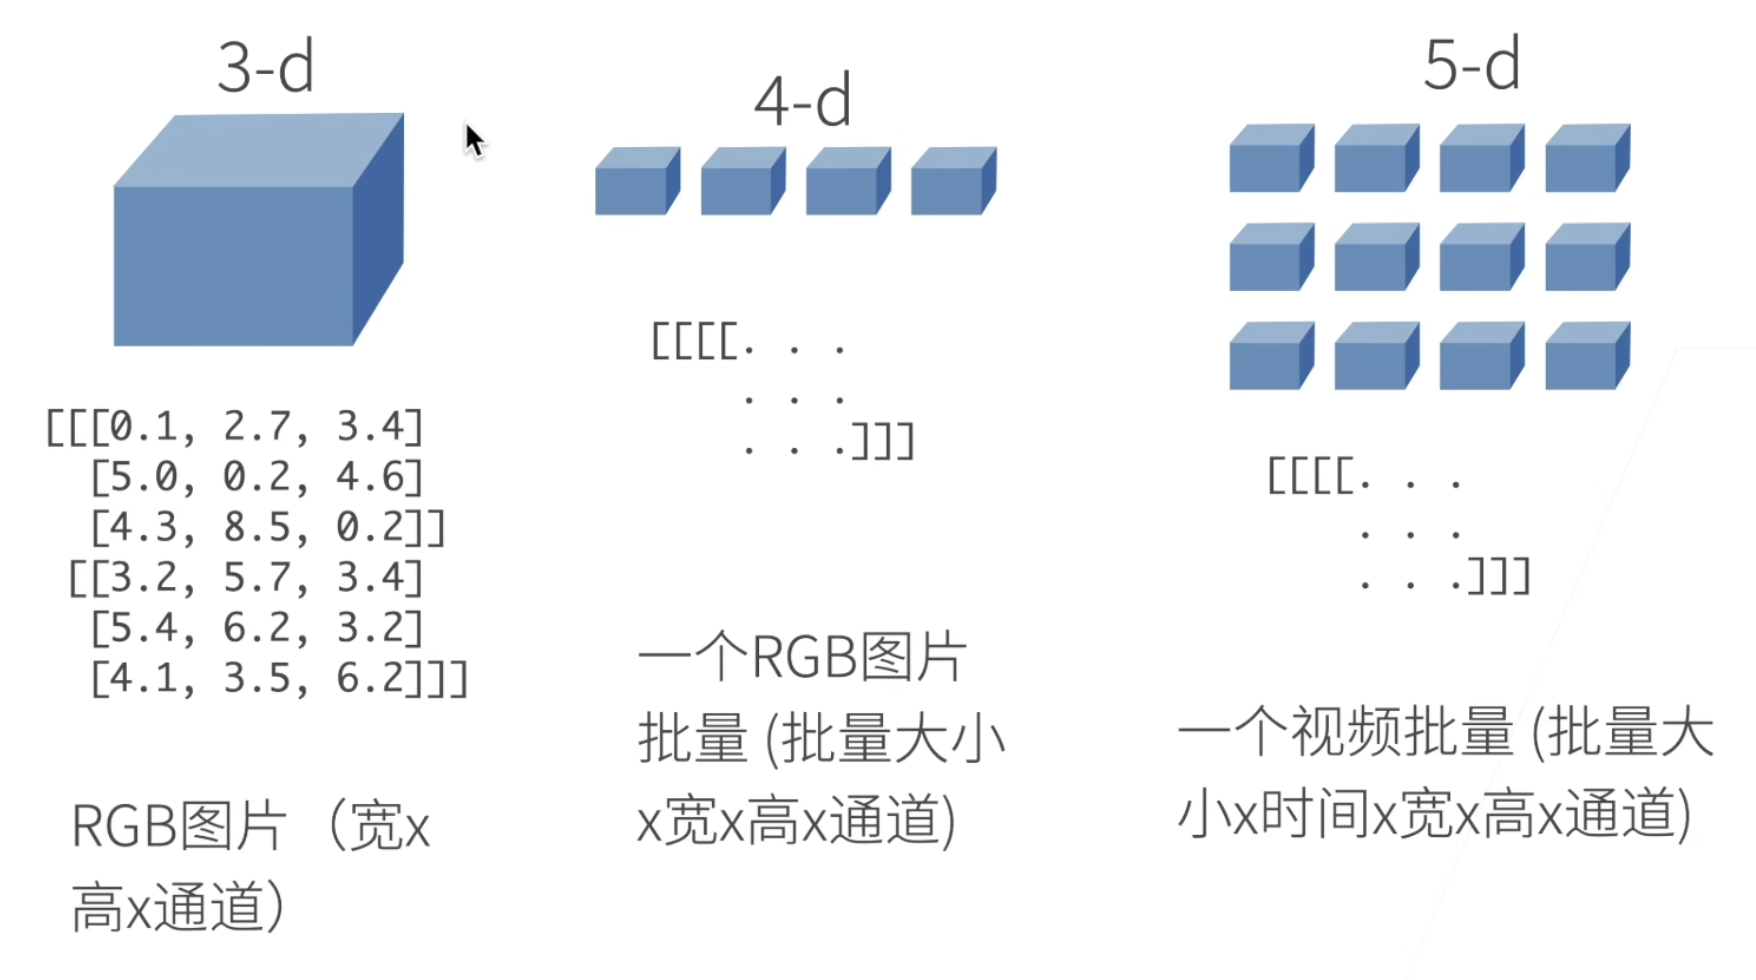 3-d
[[[0.1, 2.7, 3.4]
[5.0, 0.2, 4.6]
[4.3, 8.5, 0.2]]
[[3.2, 5.7, 3.4]
[5.4, 6.2, 3.2]
[4.1, 3.5, 6.2]]]
RGB图片（宽x
高x通道）
4-d
[[[[. . .
. . .
. . .]]]
一个RGB图片
批量 (批量大小
x宽x高x通道)
5-d
[[[[. . .
. . .
. . .]]]
一个视频批量 (批量大
小x时间x宽x高x通道)